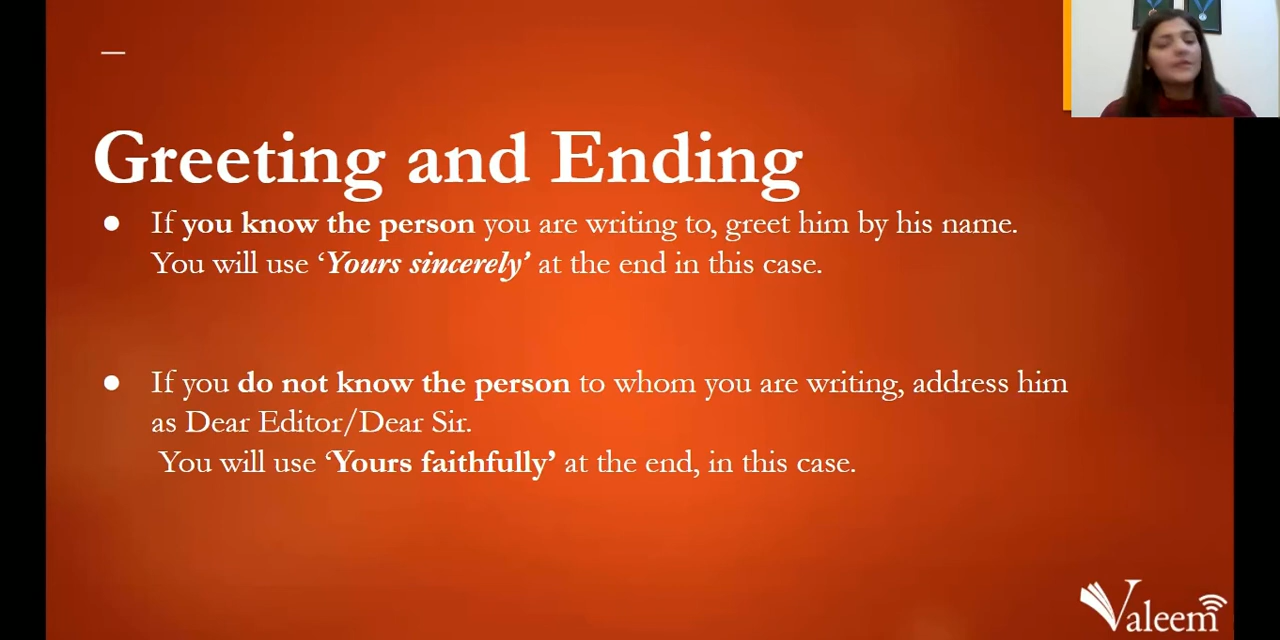 Greeting and Ending
● If you know the person you are writing to, greet him by his name.
You will use ‘Yours sincerely’ at the end in this case.
● If you do not know the person to whom you are writing, address him
as Dear Editor/Dear Sir.
You will use ‘Yours faithfully’ at the end, in this case.
Valeem